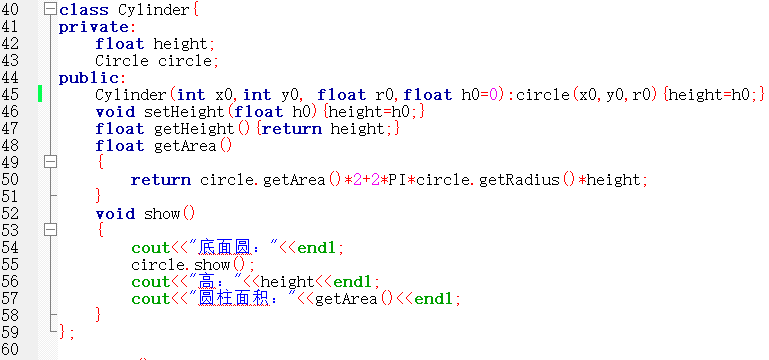 40 class Cylinder{
41 private:
42 float height;
43 Circle circle;
44 public:
45 Cylinder(int x0,int y0, float r0,float h0=0):circle(x0,y0,r0){height=h0;}
46 void setHeight(float h0){height=h0;}
47 float getHeight(){return height;}
48 float getArea()
49 {
50 return circle.getArea()*2+2*PI*circle.getRadius()*height;
51 }
52 void show()
53 {
54 cout<<"底面圆："<<endl;
55 circle.show();
56 cout<<"高："<<height<<endl;
57 cout<<"圆柱面积："<<getArea()<<endl;
58 }
59 };
60